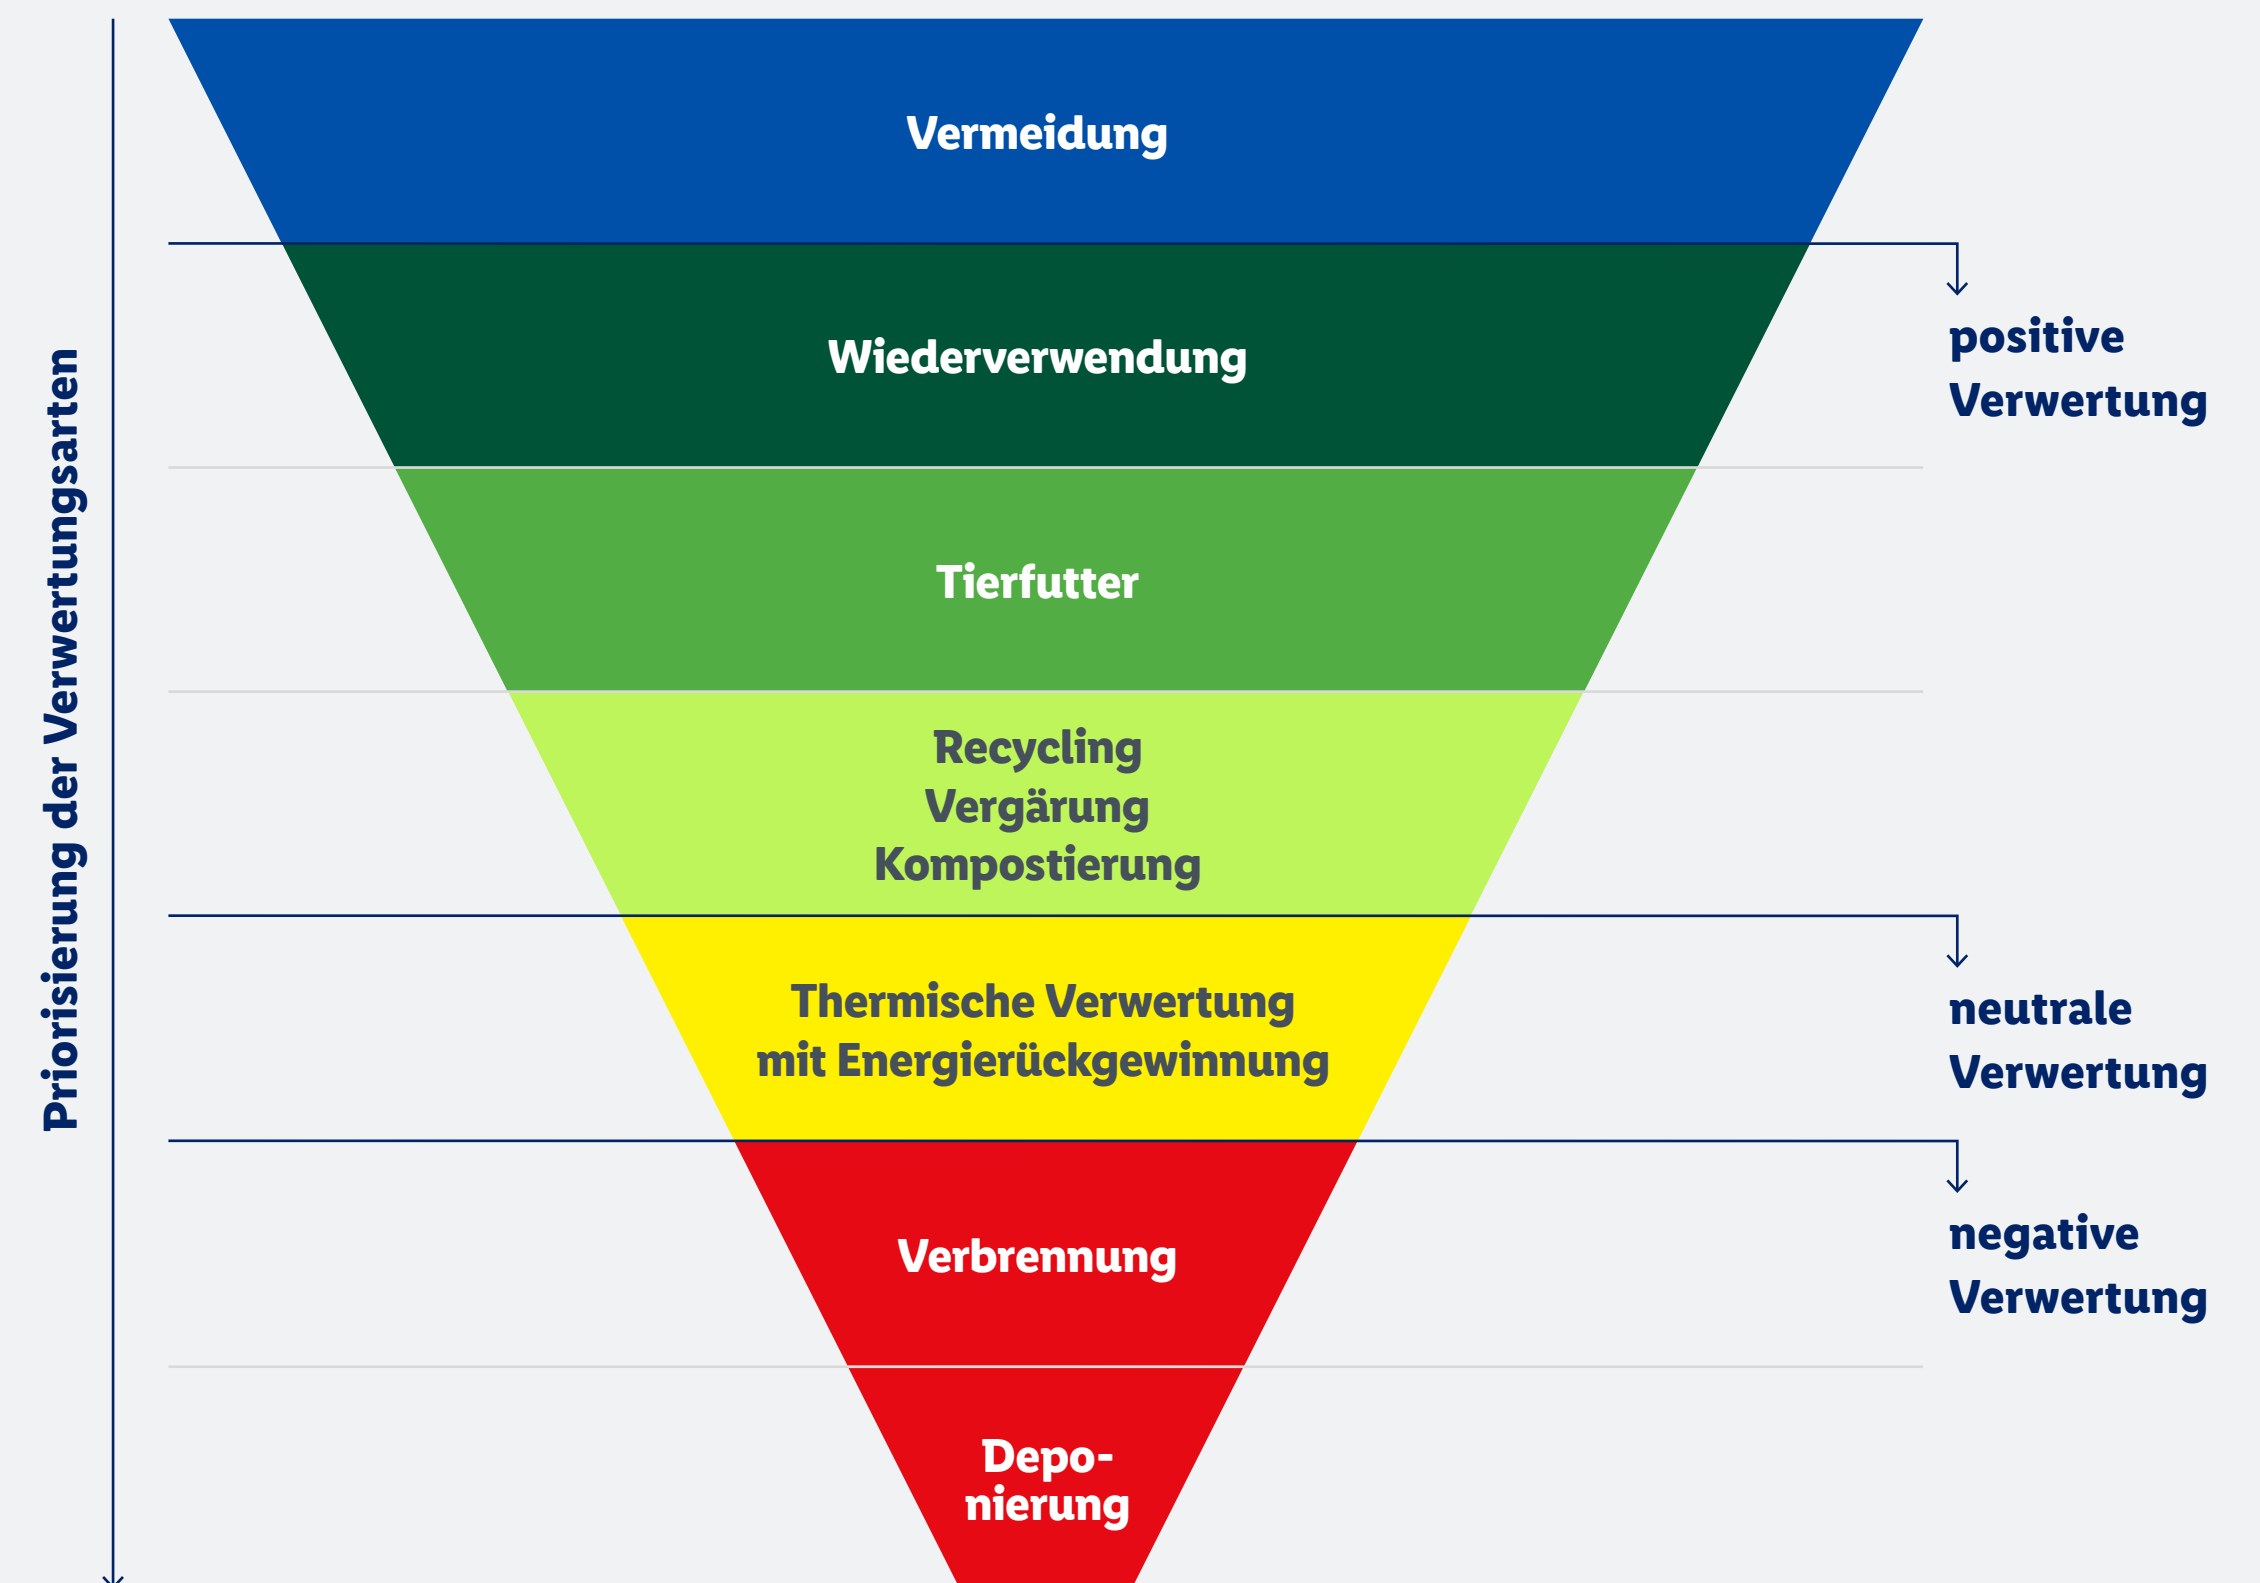 Priorisierung der Verwertungsarten
Vermeidung
Wiederverwendung
positive
Verwertung
Tierfutter
Recycling
Vergärung
Kompostierung
Thermische Verwertung
mit Energierückgewinnung
neutrale
Verwertung
Verbrennung
negative
Verwertung
Depo-
nierung